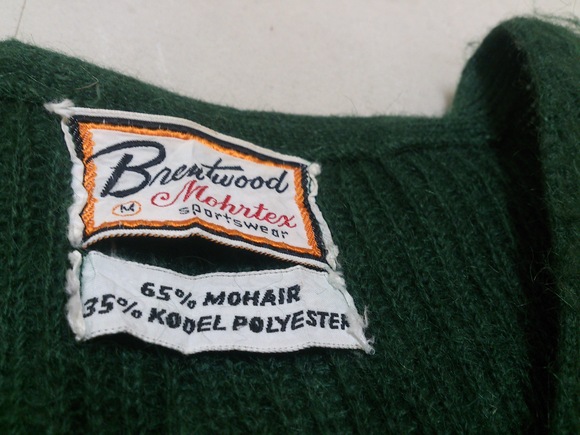 Brentwood
Mohrtex
M
sportswear
65% MOHAIR
35% KODEL POLYESTER